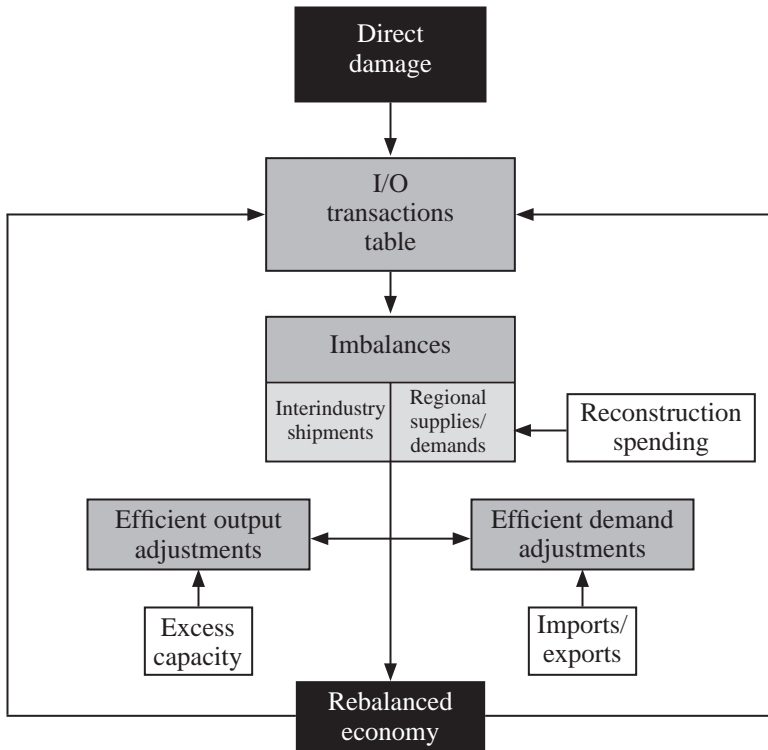 Direct
damage
I/O
transactions
table
Imbalances
Interindustry
shipments
Regional
supplies/
demands
Reconstruction
spending
Efficient output
adjustments
Efficient demand
adjustments
Excess
capacity
Imports/
exports
Rebalanced
economy